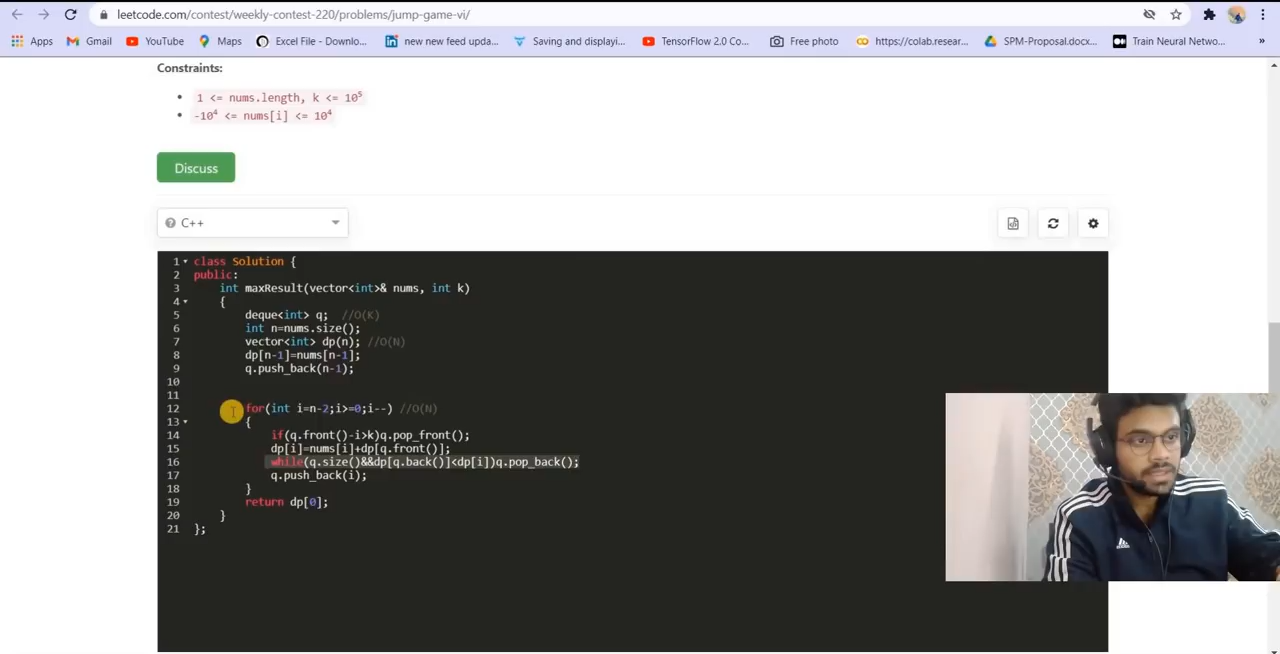 leetcode.com/contest/weekly-contest-220/problems/jump-game-vi/
Apps Gmail YouTube Maps Excel File - Downlo... new new feed upda... Saving and displayi... TensorFlow 2.0 Co... Free photo https://colab.resear... SPM-Proposal.docx... Train Neural Networ... »
Constraints:
1 <= nums.length, k <= 10⁵
-10⁴ <= nums[i] <= 10⁴
Discuss
C++
1 class Solution {
2 public:
3 int maxResult(vector<int>& nums, int k)
4 {
5 deque<int> q; //O(K)
6 int n=nums.size();
7 vector<int> dp(n); //O(N)
8 dp[n-1]=nums[n-1];
9 q.push_back(n-1);
10
11
12 for(int i=n-2;i>=0;i--) //O(N)
13 {
14 if(q.front()-i>k)q.pop_front();
15 dp[i]=nums[i]+dp[q.front()];
16 while(q.size()&&dp[q.back()]<dp[i])q.pop_back();
17 q.push_back(i);
18 }
19 return dp[0];
20 }
21 };